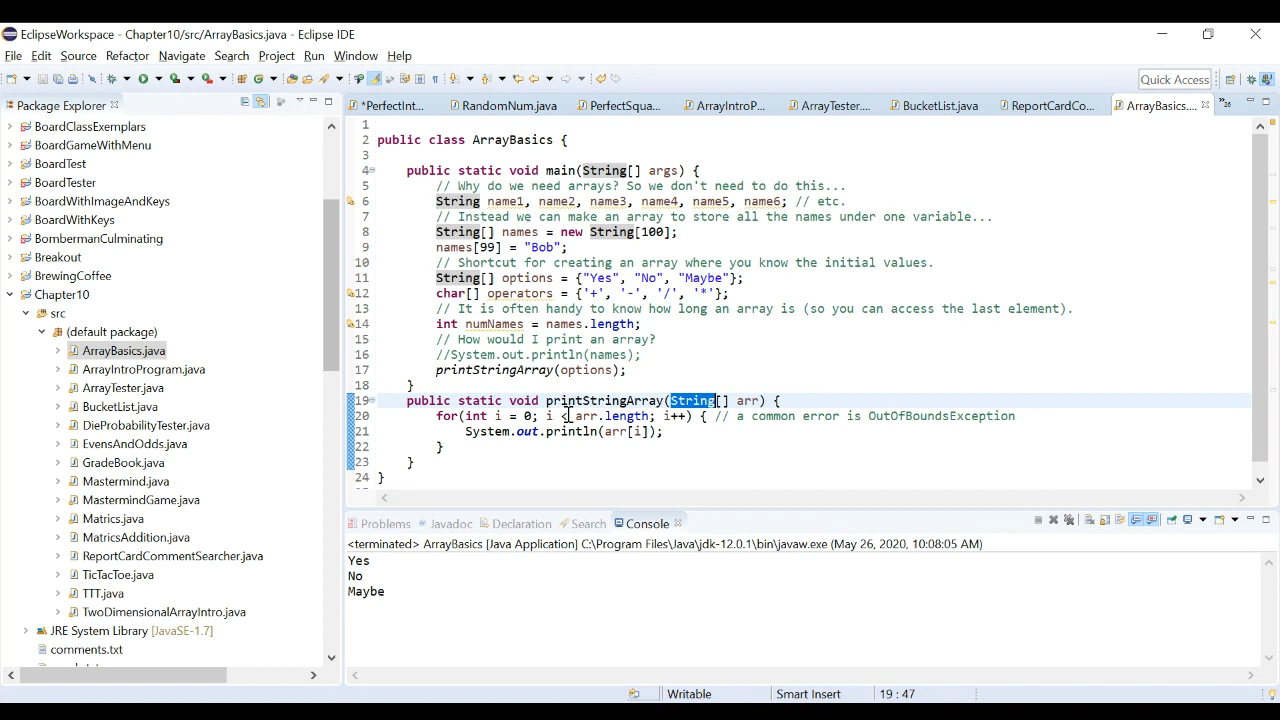 EclipseWorkspace - Chapter10/src/ArrayBasics.java - Eclipse IDE
File Edit Source Refactor Navigate Search Project Run Window Help
Quick Access
Package Explorer
*PerfectInt... RandomNum.java PerfectSqua... ArrayIntroP... ArrayTester.... BucketList.java ReportCardCo... ArrayBasics.... »26
BoardClassExemplars
BoardGameWithMenu
BoardTest
BoardTester
BoardWithImageAndKeys
BoardWithKeys
BombermanCulminating
Breakout
BrewingCoffee
Chapter10
src
(default package)
ArrayBasics.java
ArrayIntroProgram.java
ArrayTester.java
BucketList.java
DieProbabilityTester.java
EvensAndOdds.java
GradeBook.java
Mastermind.java
MastermindGame.java
Matrics.java
MatricsAddition.java
ReportCardCommentSearcher.java
TicTacToe.java
TTT.java
TwoDimensionalArrayIntro.java
JRE System Library [JavaSE-1.7]
comments.txt
1
2 public class ArrayBasics {
3
4 public static void main(String[] args) {
5 // Why do we need arrays? So we don't need to do this...
6 String name1, name2, name3, name4, name5, name6; // etc.
7 // Instead we can make an array to store all the names under one variable...
8 String[] names = new String[100];
9 names[99] = "Bob";
10 // Shortcut for creating an array where you know the initial values.
11 String[] options = {"Yes", "No", "Maybe"};
12 char[] operators = {'+', '-', '/', '*'};
13 // It is often handy to know how long an array is (so you can access the last element).
14 int numNames = names.length;
15 // How would I print an array?
16 //System.out.println(names);
17 printStringArray(options);
18 }
19 public static void printStringArray(String[] arr) {
20 for(int i = 0; i < arr.length; i++) { // a common error is OutOfBoundsException
21 System.out.println(arr[i]);
22 }
23 }
24 }
Problems Javadoc Declaration Search Console
<terminated> ArrayBasics [Java Application] C:\Program Files\Java\jdk-12.0.1\bin\javaw.exe (May 26, 2020, 10:08:05 AM)
Yes
No
Maybe
Writable Smart Insert 19 : 47